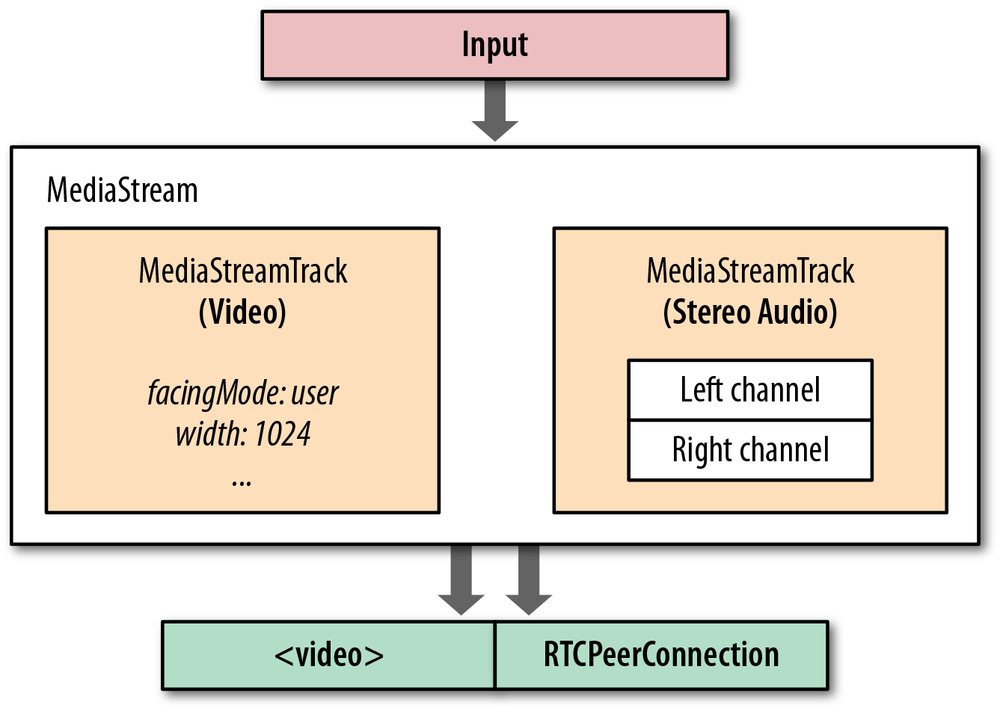 Input
MediaStream
MediaStreamTrack
(Video)
facingMode: user
width: 1024
...
MediaStreamTrack
(Stereo Audio)
Left channel
Right channel
<video>
RTCPeerConnection